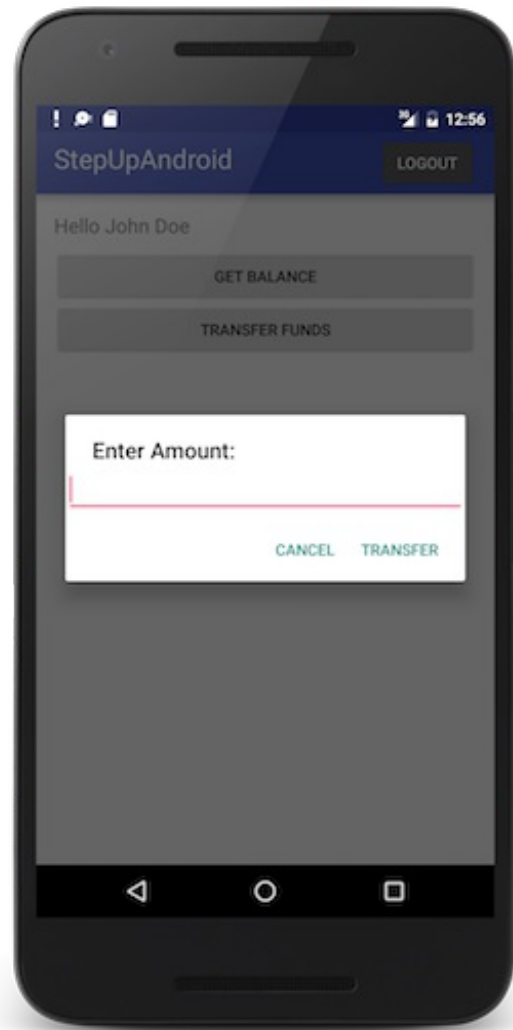 12:56
StepUpAndroid LOGOUT
Hello John Doe
GET BALANCE
TRANSFER FUNDS
Enter Amount:
CANCEL TRANSFER